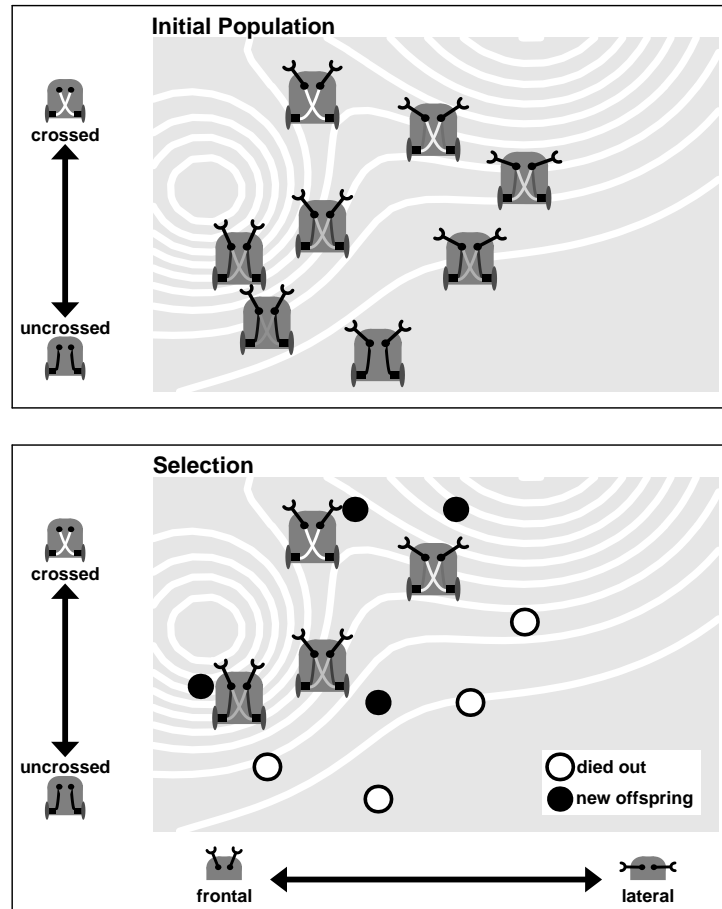 Initial Population
crossed
uncrossed
Selection
crossed
uncrossed
died out
new offspring
frontal
lateral